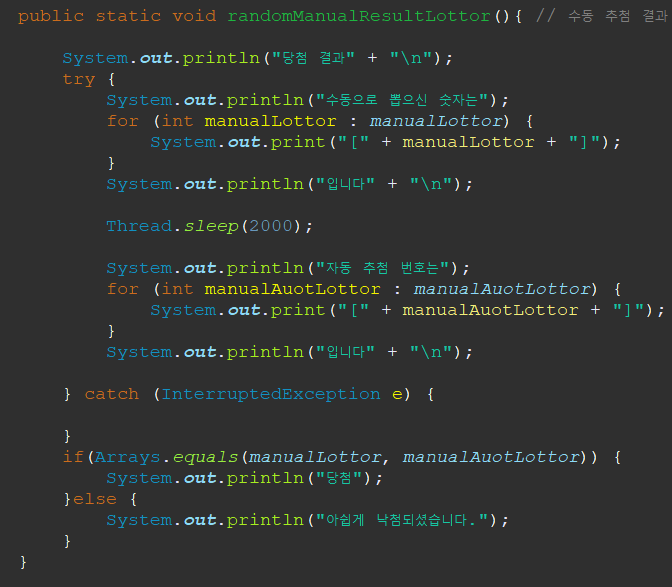 public static void randomManualResultLottor(){ // 수동 추첨 결과
System.out.println("당첨 결과" + "\n");
try {
System.out.println("수동으로 뽑으신 숫자는");
for (int manualLottor : manualLottor) {
System.out.print("[" + manualLottor + "]");
}
System.out.println("입니다" + "\n");
Thread.sleep(2000);
System.out.println("자동 추첨 번호는");
for (int manualAuotLottor : manualAuotLottor) {
System.out.print("[" + manualAuotLottor + "]");
}
System.out.println("입니다" + "\n");
} catch (InterruptedException e) {
}
if(Arrays.equals(manualLottor, manualAuotLottor)) {
System.out.println("당첨");
}else {
System.out.println("아쉽게 낙첨되셨습니다.");
}
}